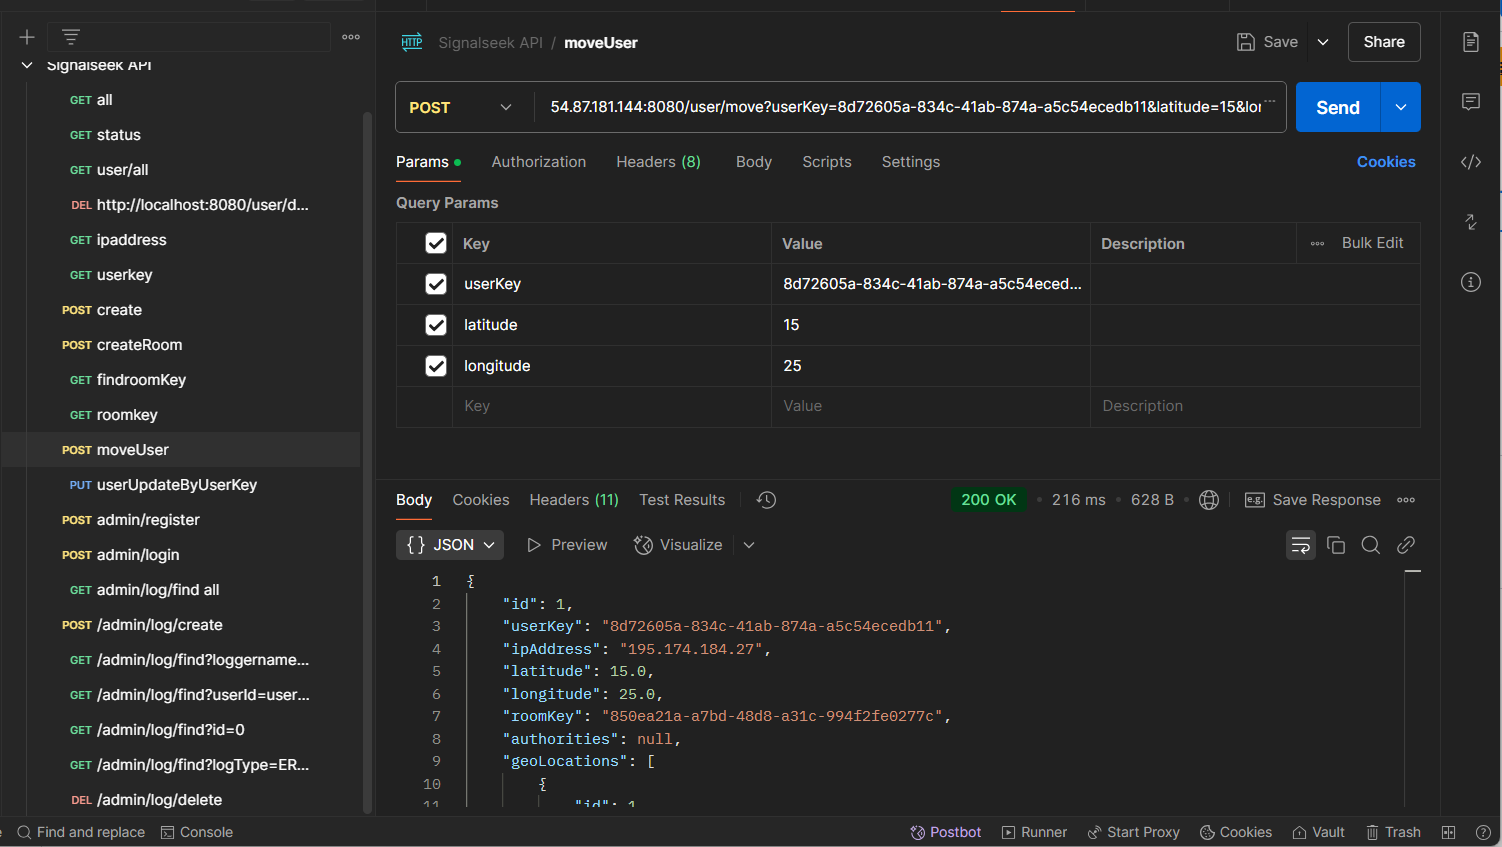 Signalseek API
GET all
GET status
GET user/all
DEL http://localhost:8080/user/d...
GET ipaddress
GET userkey
POST create
POST createRoom
GET findroomKey
GET roomkey
POST moveUser
PUT userUpdateByUserKey
POST admin/register
POST admin/login
GET admin/log/find all
POST /admin/log/create
GET /admin/log/find?loggername...
GET /admin/log/find?userId=user...
GET /admin/log/find?id=0
GET /admin/log/find?logType=ER...
DEL /admin/log/delete
HTTP Signalseek API / moveUser
Save
Share
POST 54.87.181.144:8080/user/move?userKey=8d72605a-834c-41ab-874a-a5c54ecedb11&latitude=15&lo
Send
Params Authorization Headers (8) Body Scripts Settings Cookies
Query Params
Key Value Description Bulk Edit
userKey 8d72605a-834c-41ab-874a-a5c54eced...
latitude 15
longitude 25
Key Value Description
Body Cookies Headers (11) Test Results 200 OK • 216 ms • 628 B • e.g. Save Response
{} JSON Preview Visualize
1 {
2 "id": 1,
3 "userKey": "8d72605a-834c-41ab-874a-a5c54ecedb11",
4 "ipAddress": "195.174.184.27",
5 "latitude": 15.0,
6 "longitude": 25.0,
7 "roomKey": "850ea21a-a7bd-48d8-a31c-994f2fe0277c",
8 "authorities": null,
9 "geoLocations": [
10 {
11 "id": 1
Find and replace Console Postbot Runner Start Proxy Cookies Vault Trash